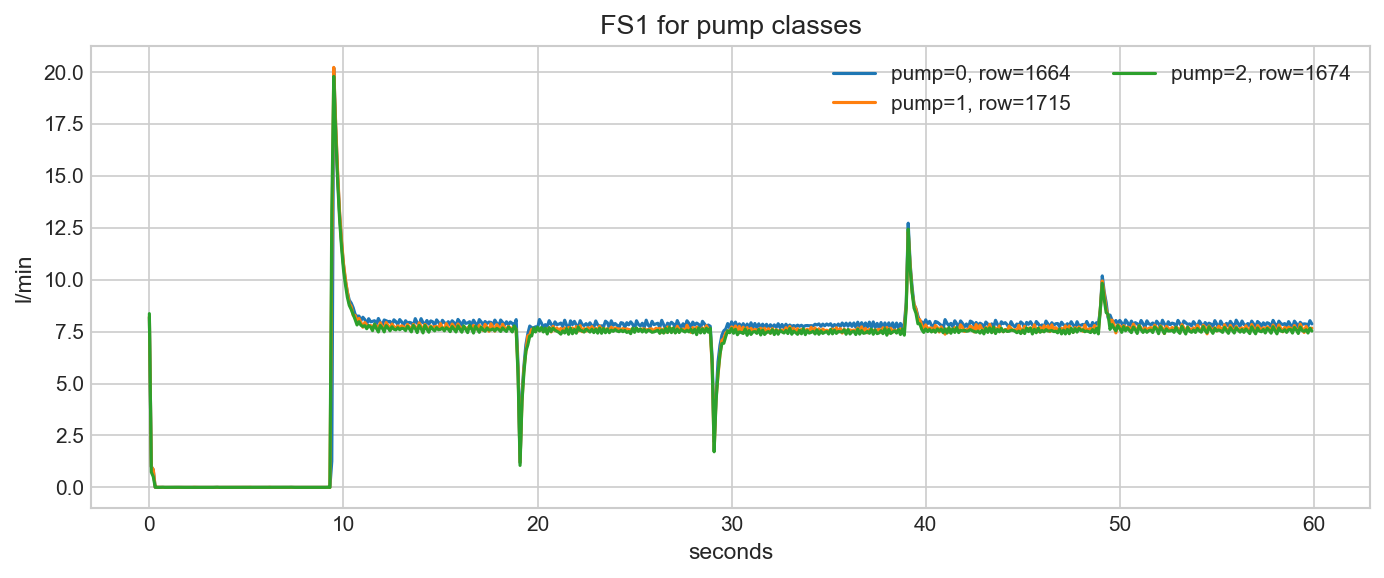 FS1 for pump classes
pump=0, row=1664
pump=1, row=1715
pump=2, row=1674
l/min
20.0
17.5
15.0
12.5
10.0
7.5
5.0
2.5
0.0
0 10 20 30 40 50 60
seconds